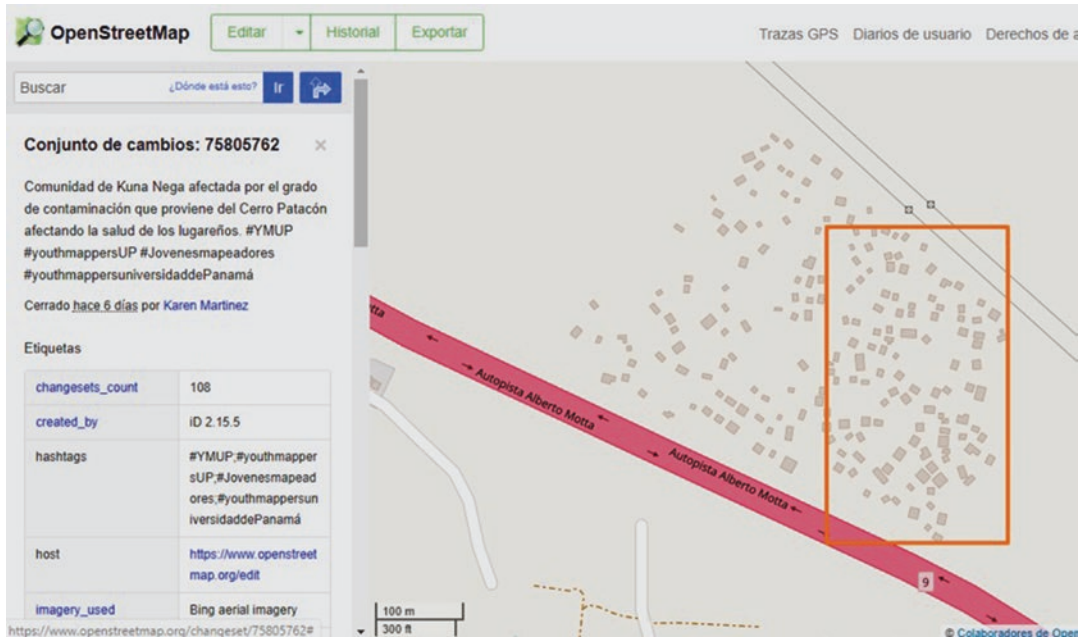 OpenStreetMap
Editar
Historial
Exportar
Trazas GPS
Diarios de usuario
Derechos de a
Buscar
¿Dónde está esto?
Ir
Conjunto de cambios: 75805762
Comunidad de Kuna Nega afectada por el grado
de contaminación que proviene del Cerro Patacón
afectando la salud de los lugareños. #YMUP
#youthmappersUP #Jovenesmapeadores
#youthmappersuniversidaddePanamá
Cerrado hace 6 días por Karen Martinez
Etiquetas
changesets_count 108
created_by iD 2.15.5
hashtags #YMUP;#youthmapper
sUP;#Jovenesmapead
ores;#youthmappersun
iversidaddePanamá
host https://www.openstreet
map.org/edit
imagery_used Bing aerial imagery
https://www.openstreetmap.org/changeset/75805762#
tta
Autopista Alberto Motta
Autopista Alberto Motta
9
100 m
300 ft
© Colaboradores de Open